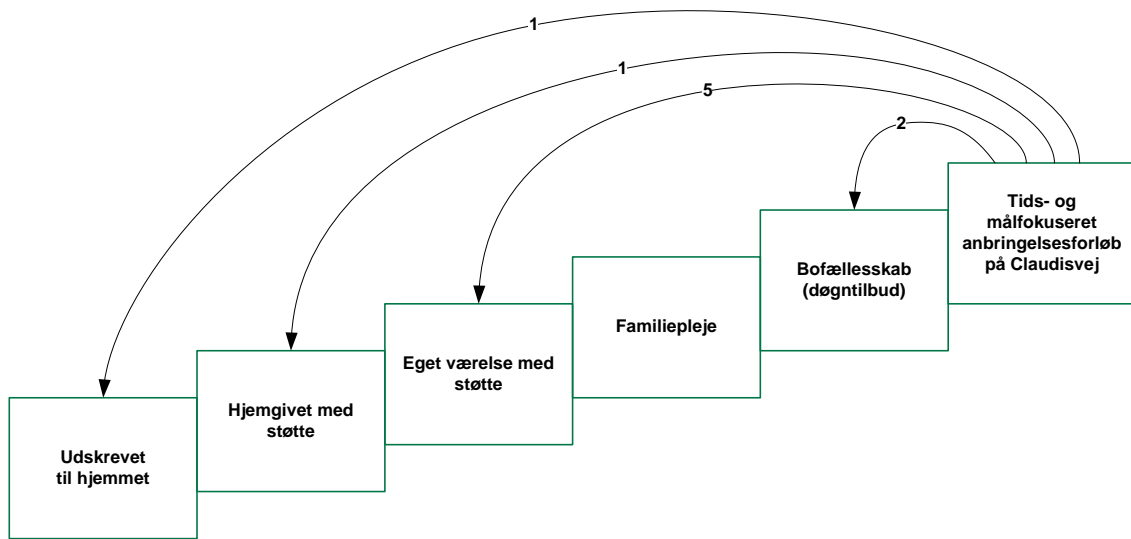 1
1
5
2
Tids- og
målfokuseret
anbringelsesforløb
på Claudisvej
Bofællesskab
(døgntilbud)
Familiepleje
Eget værelse med
støtte
Hjemgivet med
støtte
Udskrevet
til hjemmet